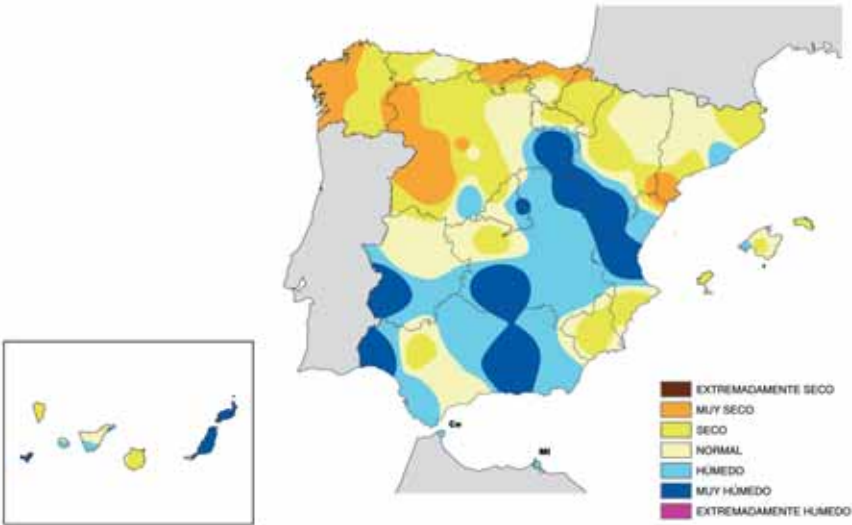 EXTREMADAMENTE SECO
MUY SECO
SECO
NORMAL
HÚMEDO
MUY HÚMEDO
EXTREMADAMENTE HUMEDO
Ce
Ml